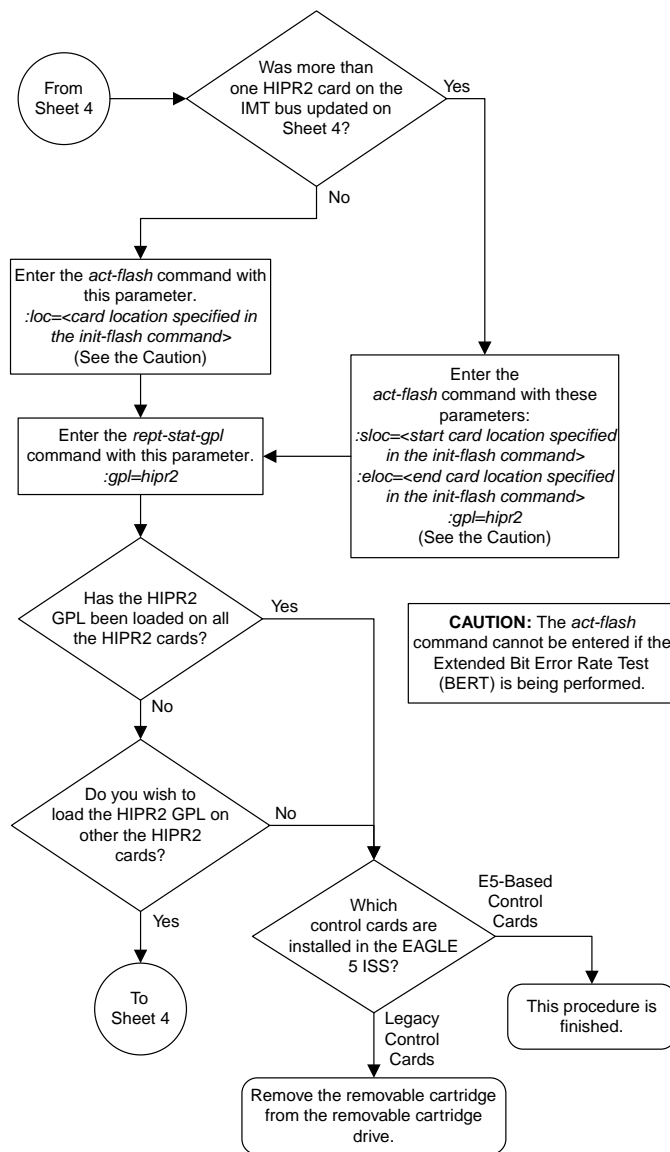 From
Sheet 4
Was more than
one HIPR2 card on the
IMT bus updated on
Sheet 4?
Yes
No
Enter the act-flash command with
this parameter.
:loc=<card location specified in
the init-flash command>
(See the Caution)
Enter the
act-flash command with these
parameters:
:sloc=<start card location specified
in the init-flash command>
:eloc=<end card location specified
in the init-flash command>
:gpl=hipr2
(See the Caution)
Enter the rept-stat-gpl
command with this parameter.
:gpl=hipr2
Has the HIPR2
GPL been loaded on all
the HIPR2 cards?
Yes
No
CAUTION: The act-flash
command cannot be entered if the
Extended Bit Error Rate Test
(BERT) is being performed.
Do you wish to
load the HIPR2 GPL on
other the HIPR2
cards?
No
Yes
To
Sheet 4
Which
control cards are
installed in the EAGLE
5 ISS?
E5-Based
Control
Cards
This procedure is
finished.
Legacy
Control
Cards
Remove the removable cartridge
from the removable cartridge
drive.